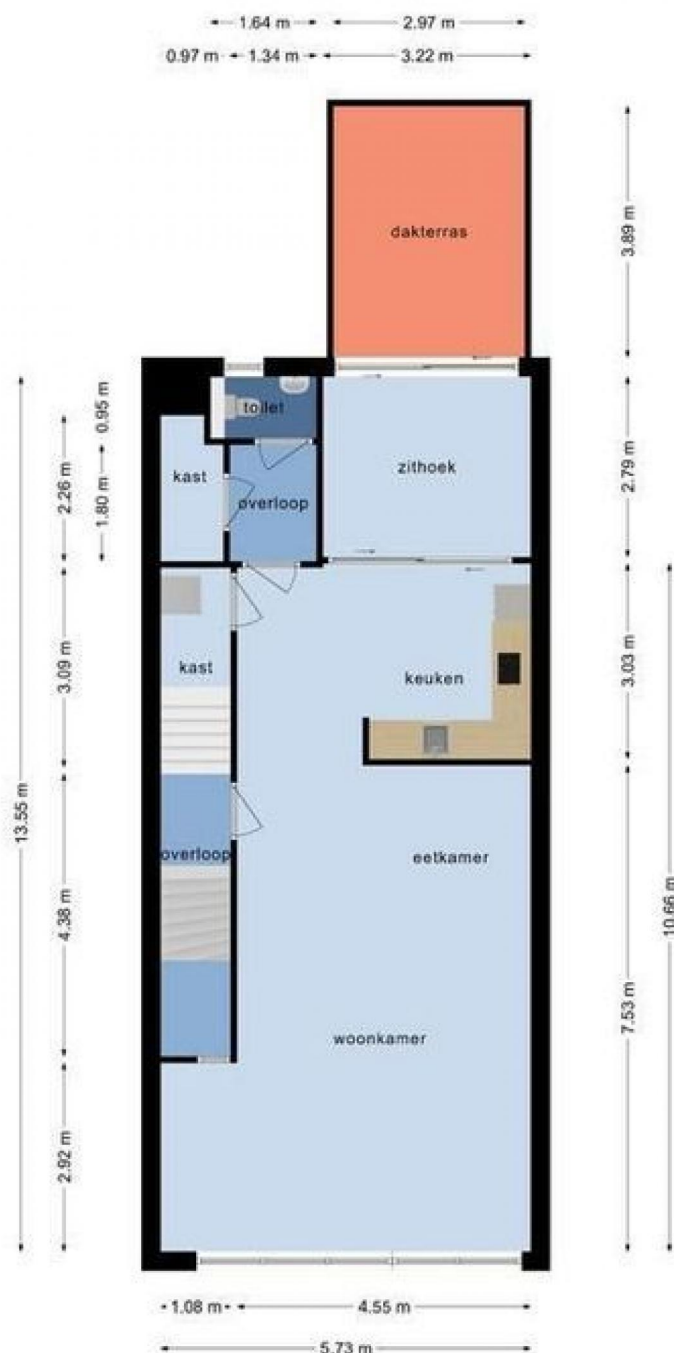 1.64 m
2.97 m
0.97 m
1.34 m
3.22 m
dakterras
3.89 m
toilet
0.95 m
kast
zithoek
overloop
2.26 m
1.80 m
2.79 m
kast
keuken
3.09 m
3.03 m
13.55 m
overloop
eetkamer
4.38 m
10.66 m
7.53 m
woonkamer
2.92 m
1.08 m
4.55 m
5.73 m